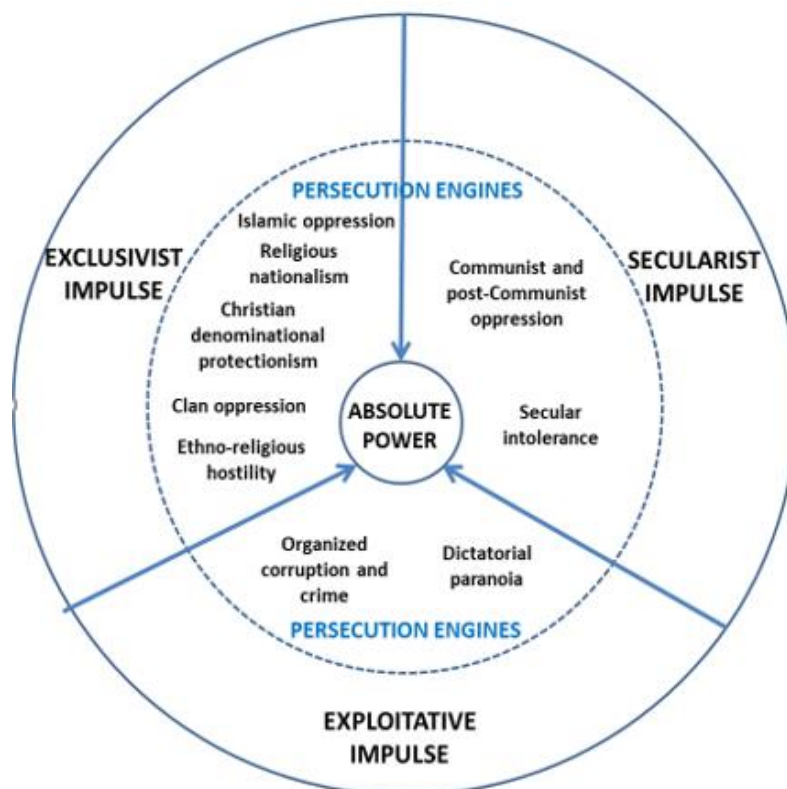 PERSECUTION ENGINES
Islamic oppression
Religious
nationalism
EXCLUSIVIST
IMPULSE
Christian
denominational
protectionism
Clan oppression
Ethno-religious
hostility
Communist and
post-Communist
oppression
SECULARIST
IMPULSE
ABSOLUTE
POWER
Secular
intolerance
Organized
corruption and
crime
Dictatorial
paranoia
PERSECUTION ENGINES
EXPLOITATIVE
IMPULSE